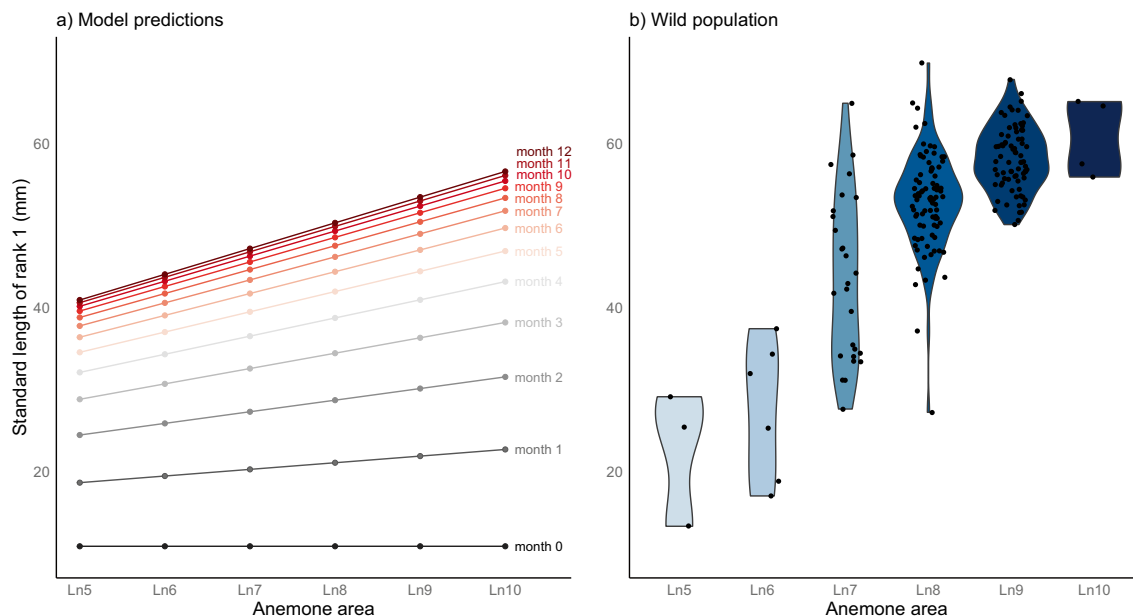 a) Model predictions
Standard length of rank 1 (mm)
60
40
20
month 12
month 11
month 10
month 9
month 8
month 7
month 6
month 5
month 4
month 3
month 2
month 1
month 0
Ln5 Ln6 Ln7 Ln8 Ln9 Ln10
Anemone area
b) Wild population
60
40
20
Ln5 Ln6 Ln7 Ln8 Ln9 Ln10
Anemone area